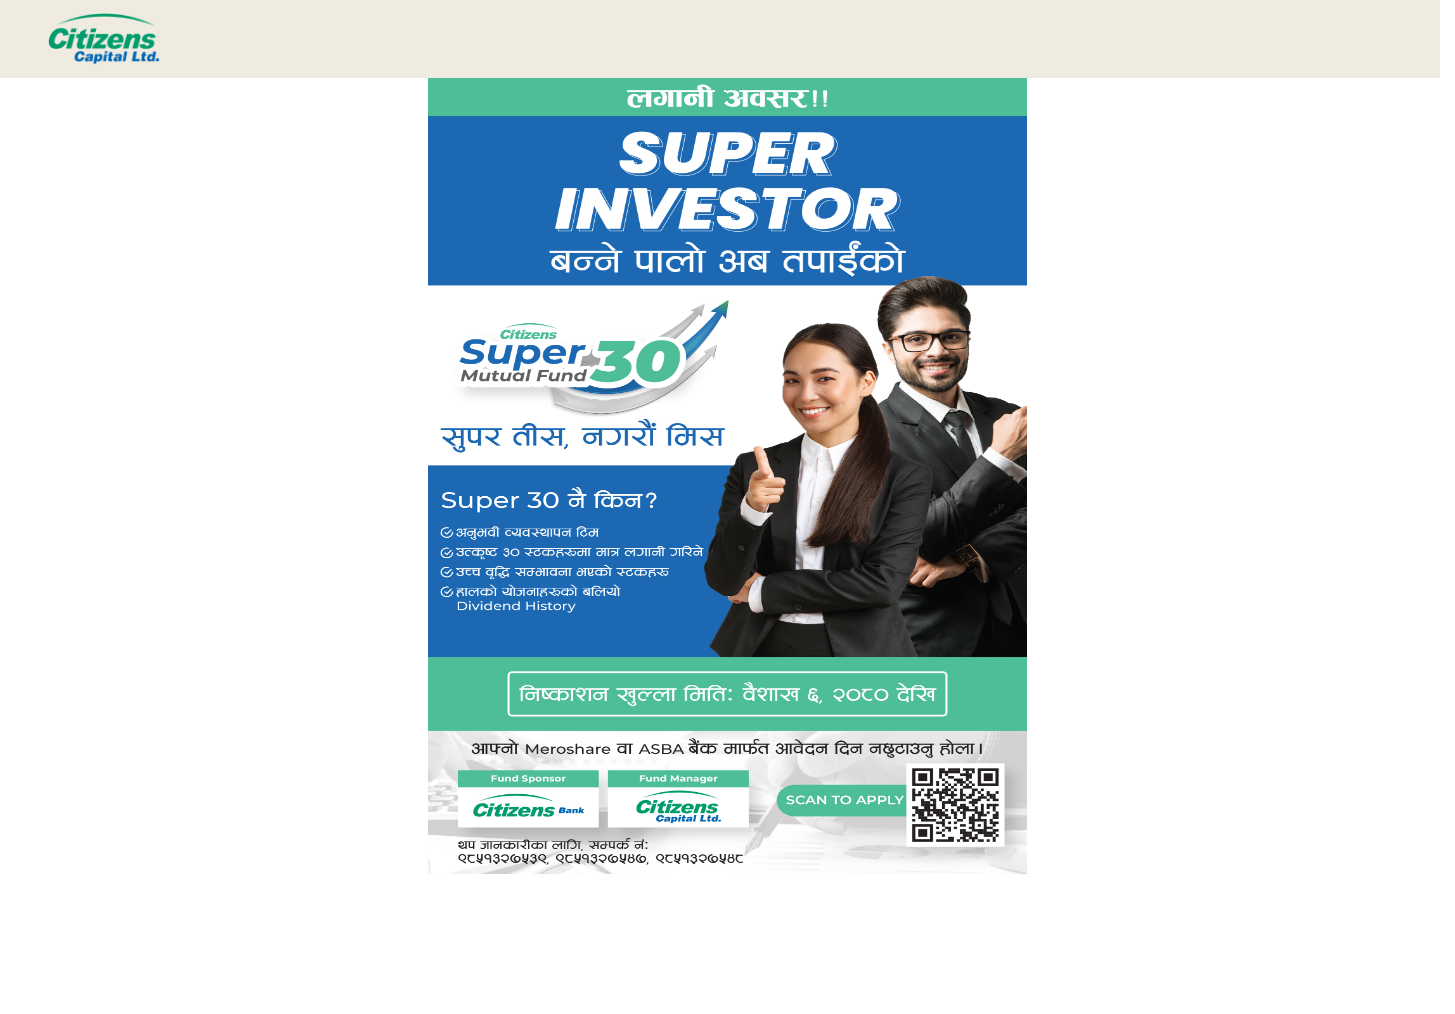 Citizens
Capital Ltd.
लगानी अवसर!!
SUPER
INVESTOR
बन्ने पालो अब तपाईंको
Citizens
Super 30
Mutual Fund
सुपर तीस, नगरौं मिस
Super 30 नै किन?
अनुभवी व्यवस्थापन टिम
उत्कृष्ट ३० स्टकहरुमा मात्र लगानी गरिने
उच्च वृद्धि सम्भावना भएको स्टकहरु
हालको योजनाहरुको बलियो
Dividend History
निष्काशन खुल्ला मितिः वैशाख ६, २०८० देखि
आफ्नो Meroshare वा ASBA बैंक मार्फत आवेदन दिन नछुटाउनु होला।
Fund Sponsor
Citizens Bank
Fund Manager
Citizens
Capital Ltd.
SCAN TO APPLY
थप जानकारीका लागि, सम्पर्क नं:
९८५१३२७५३९, ९८५१३२७५४७, ९८५१३२७५४८